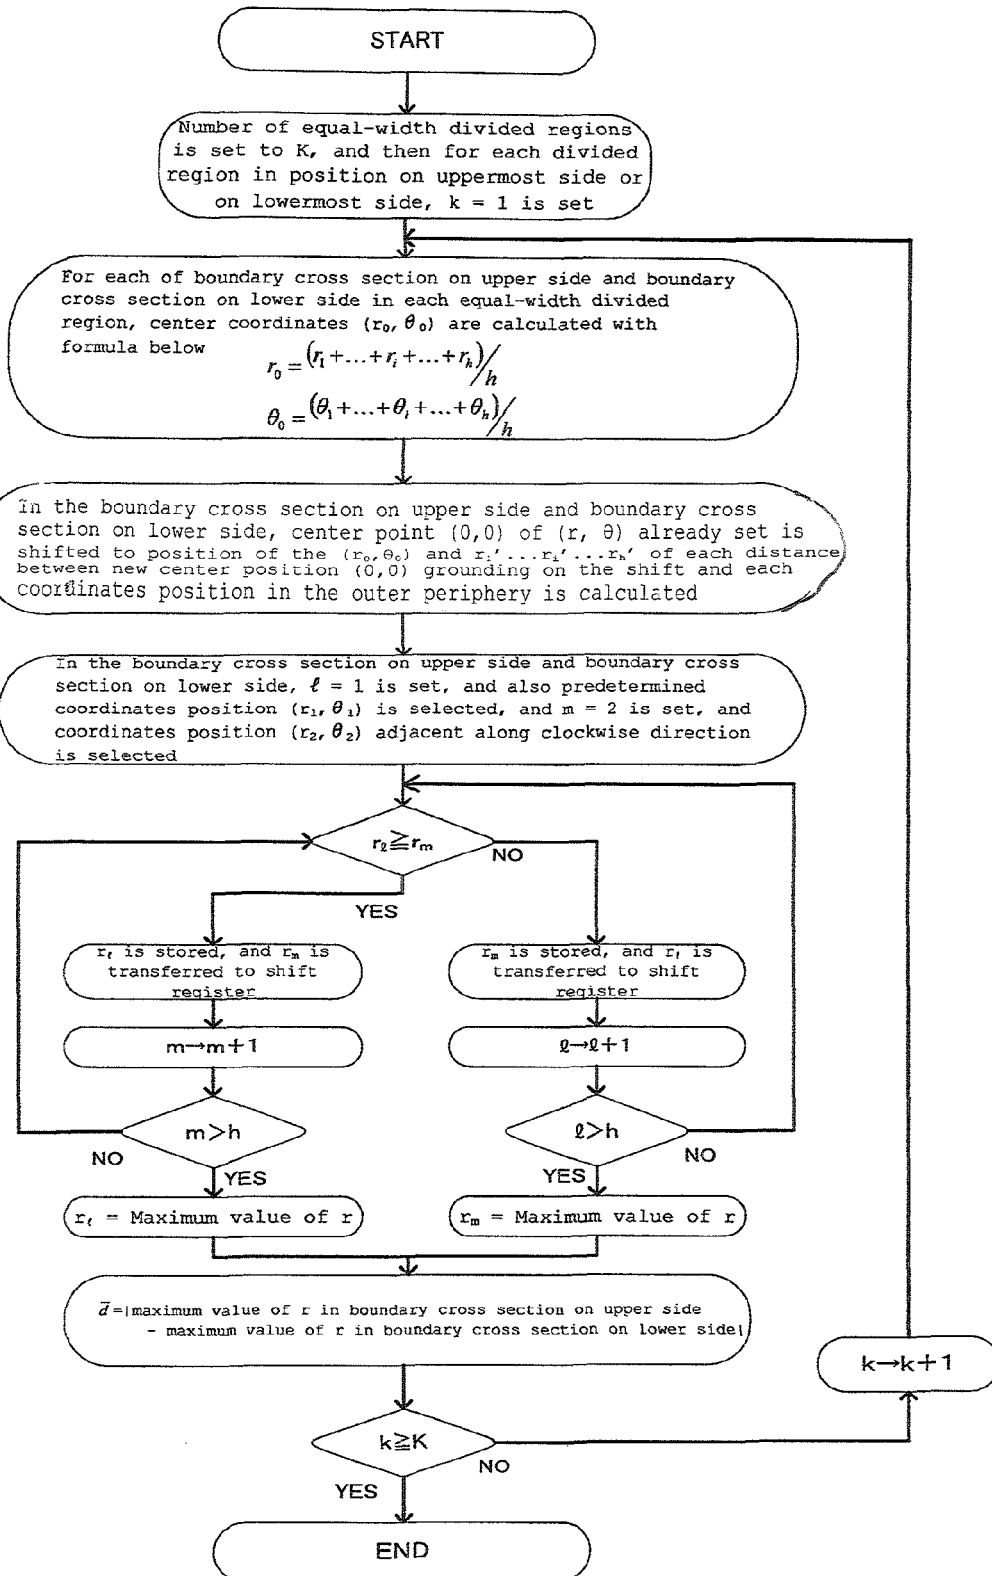 START
Number of equal-width divided regions
is set to K, and then for each divided
region in position on uppermost side or
on lowermost side, k = 1 is set
For each of boundary cross section on upper side and boundary
cross section on lower side in each equal-width divided
region, center coordinates (r₀, θ₀) are calculated with
formula below
r₀ = (r₁+...+rᵢ+...+rₕ)/h
θ₀ = (θ₁+...+θᵢ+...+θₕ)/h
In the boundary cross section on upper side and boundary cross
section on lower side, center point (0,0) of (r, θ) already set is
shifted to position of the (r₀,θ₀) and r₁'...rᵢ'...rₕ' of each distance
between new center position (0,0) grounding on the shift and each
coordinates position in the outer periphery is calculated
In the boundary cross section on upper side and boundary cross
section on lower side, ℓ = 1 is set, and also predetermined
coordinates position (r₁, θ₁) is selected, and m = 2 is set, and
coordinates position (r₂, θ₂) adjacent along clockwise direction
is selected
r_ℓ≧r_m
NO
YES
r_ℓ is stored, and r_m is
transferred to shift
register
r_m is stored, and r_ℓ is
transferred to shift
register
m→m+1
ℓ→ℓ+1
m>h
ℓ>h
NO
YES
YES
NO
r_ℓ = Maximum value of r
r_m = Maximum value of r
d̄=|maximum value of r in boundary cross section on upper side
- maximum value of r in boundary cross section on lower side|
k→k+1
k≧K
NO
YES
END